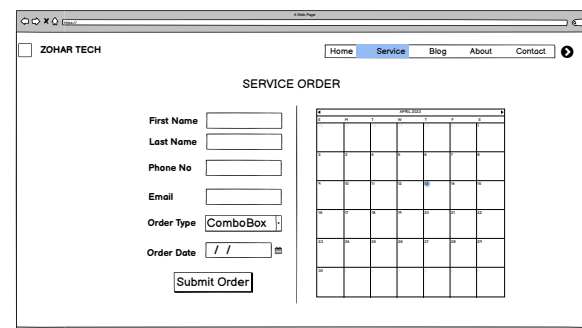 A Web Page
https://
ZOHAR TECH
Home Service Blog About Contact
SERVICE ORDER
First Name
Last Name
Phone No
Email
Order Type ComboBox
Order Date / /
Submit Order
APRIL 2023
S M T W T F S
1
2 3 4 5 6 7 8
9 10 11 12 13 14 15
16 17 18 19 20 21 22
23 24 25 26 27 28 29
30